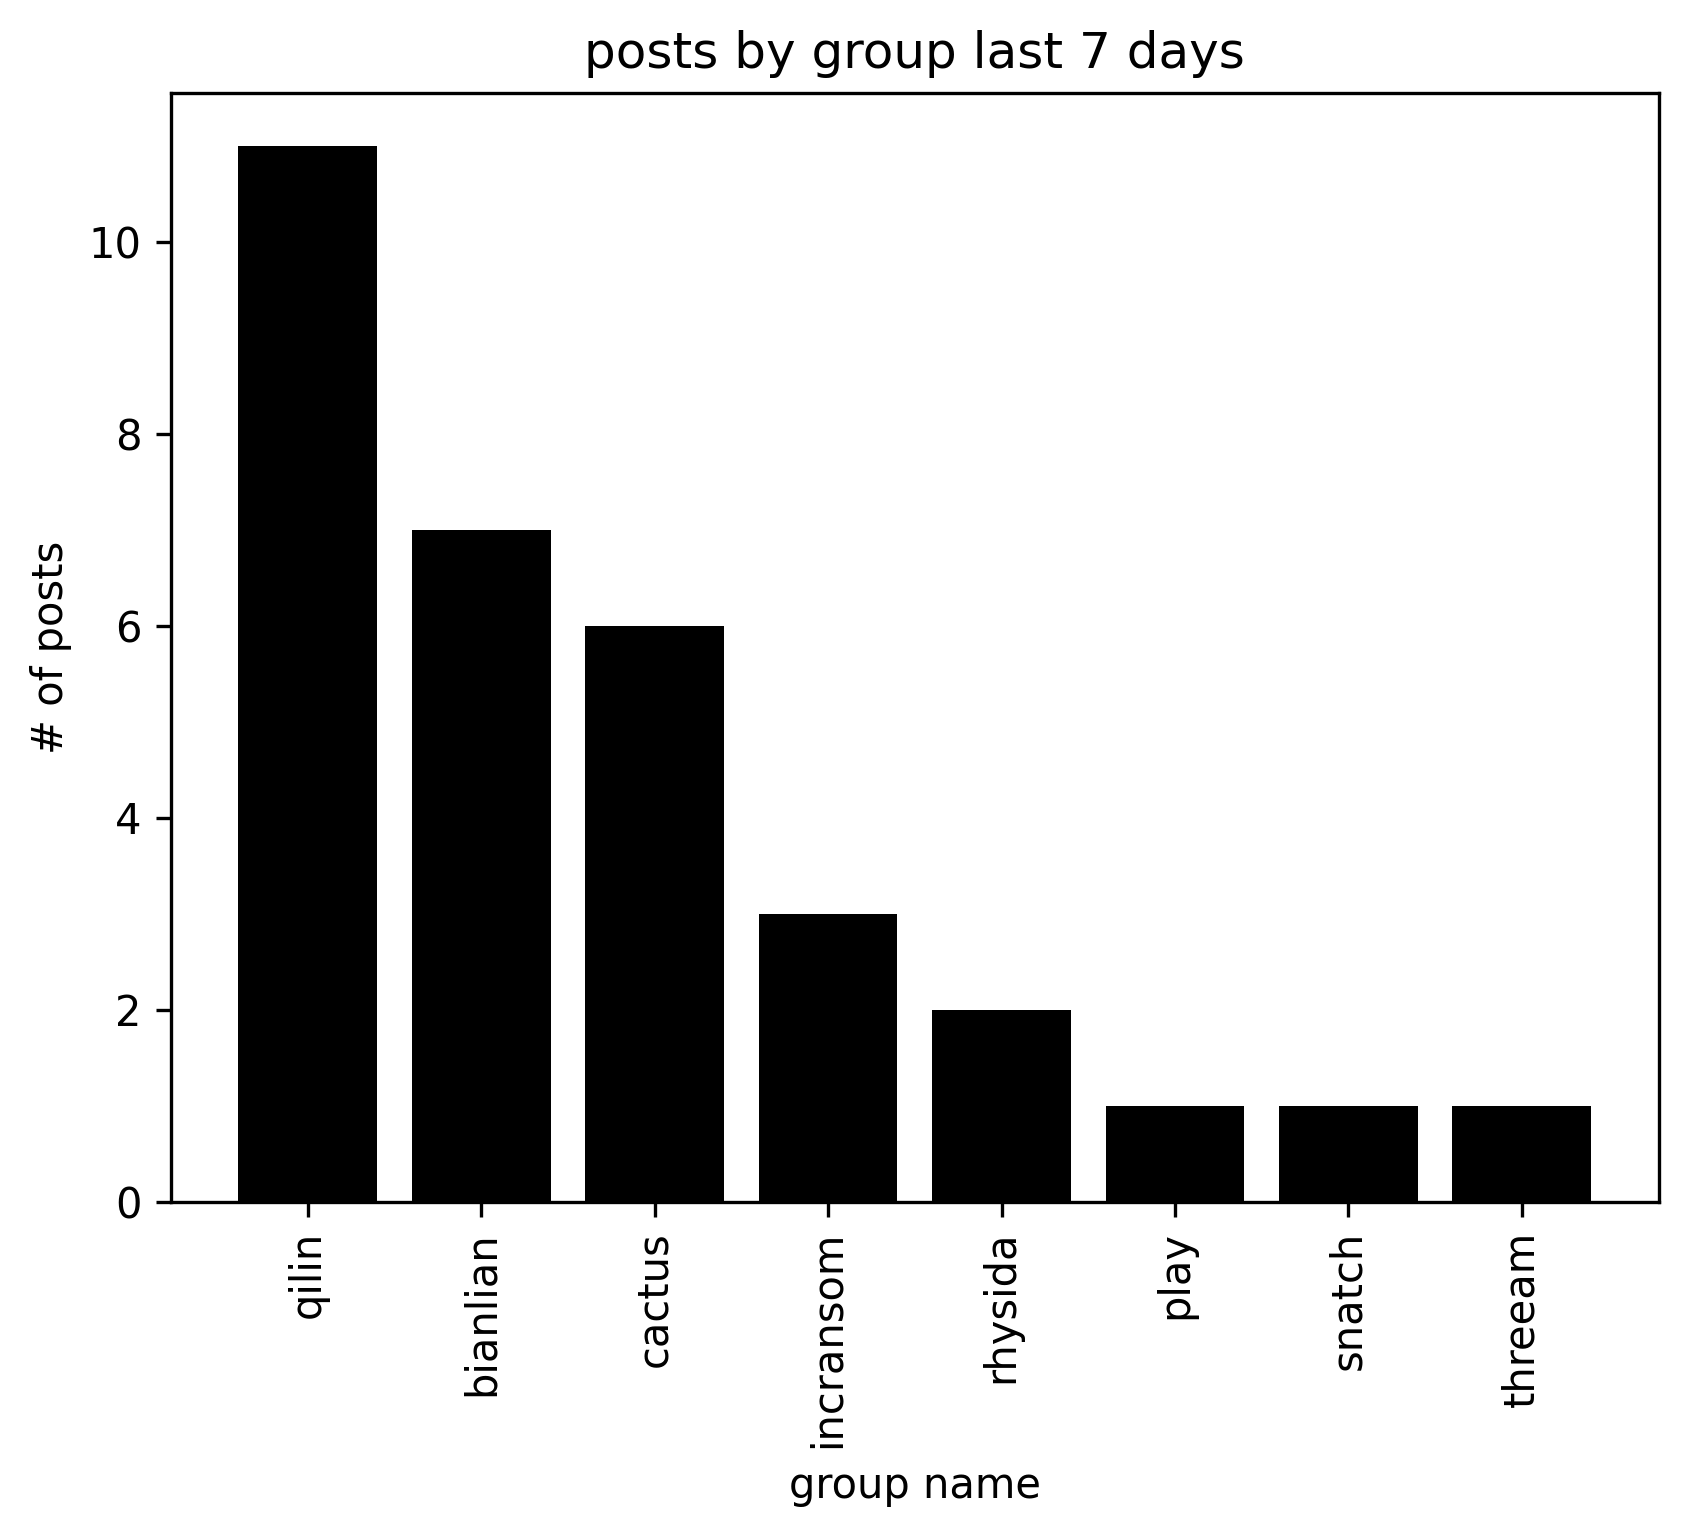 posts by group last 7 days
# of posts
10
8
6
4
2
0
qilin
bianlian
cactus
incransom
rhysida
play
snatch
threeam
group name